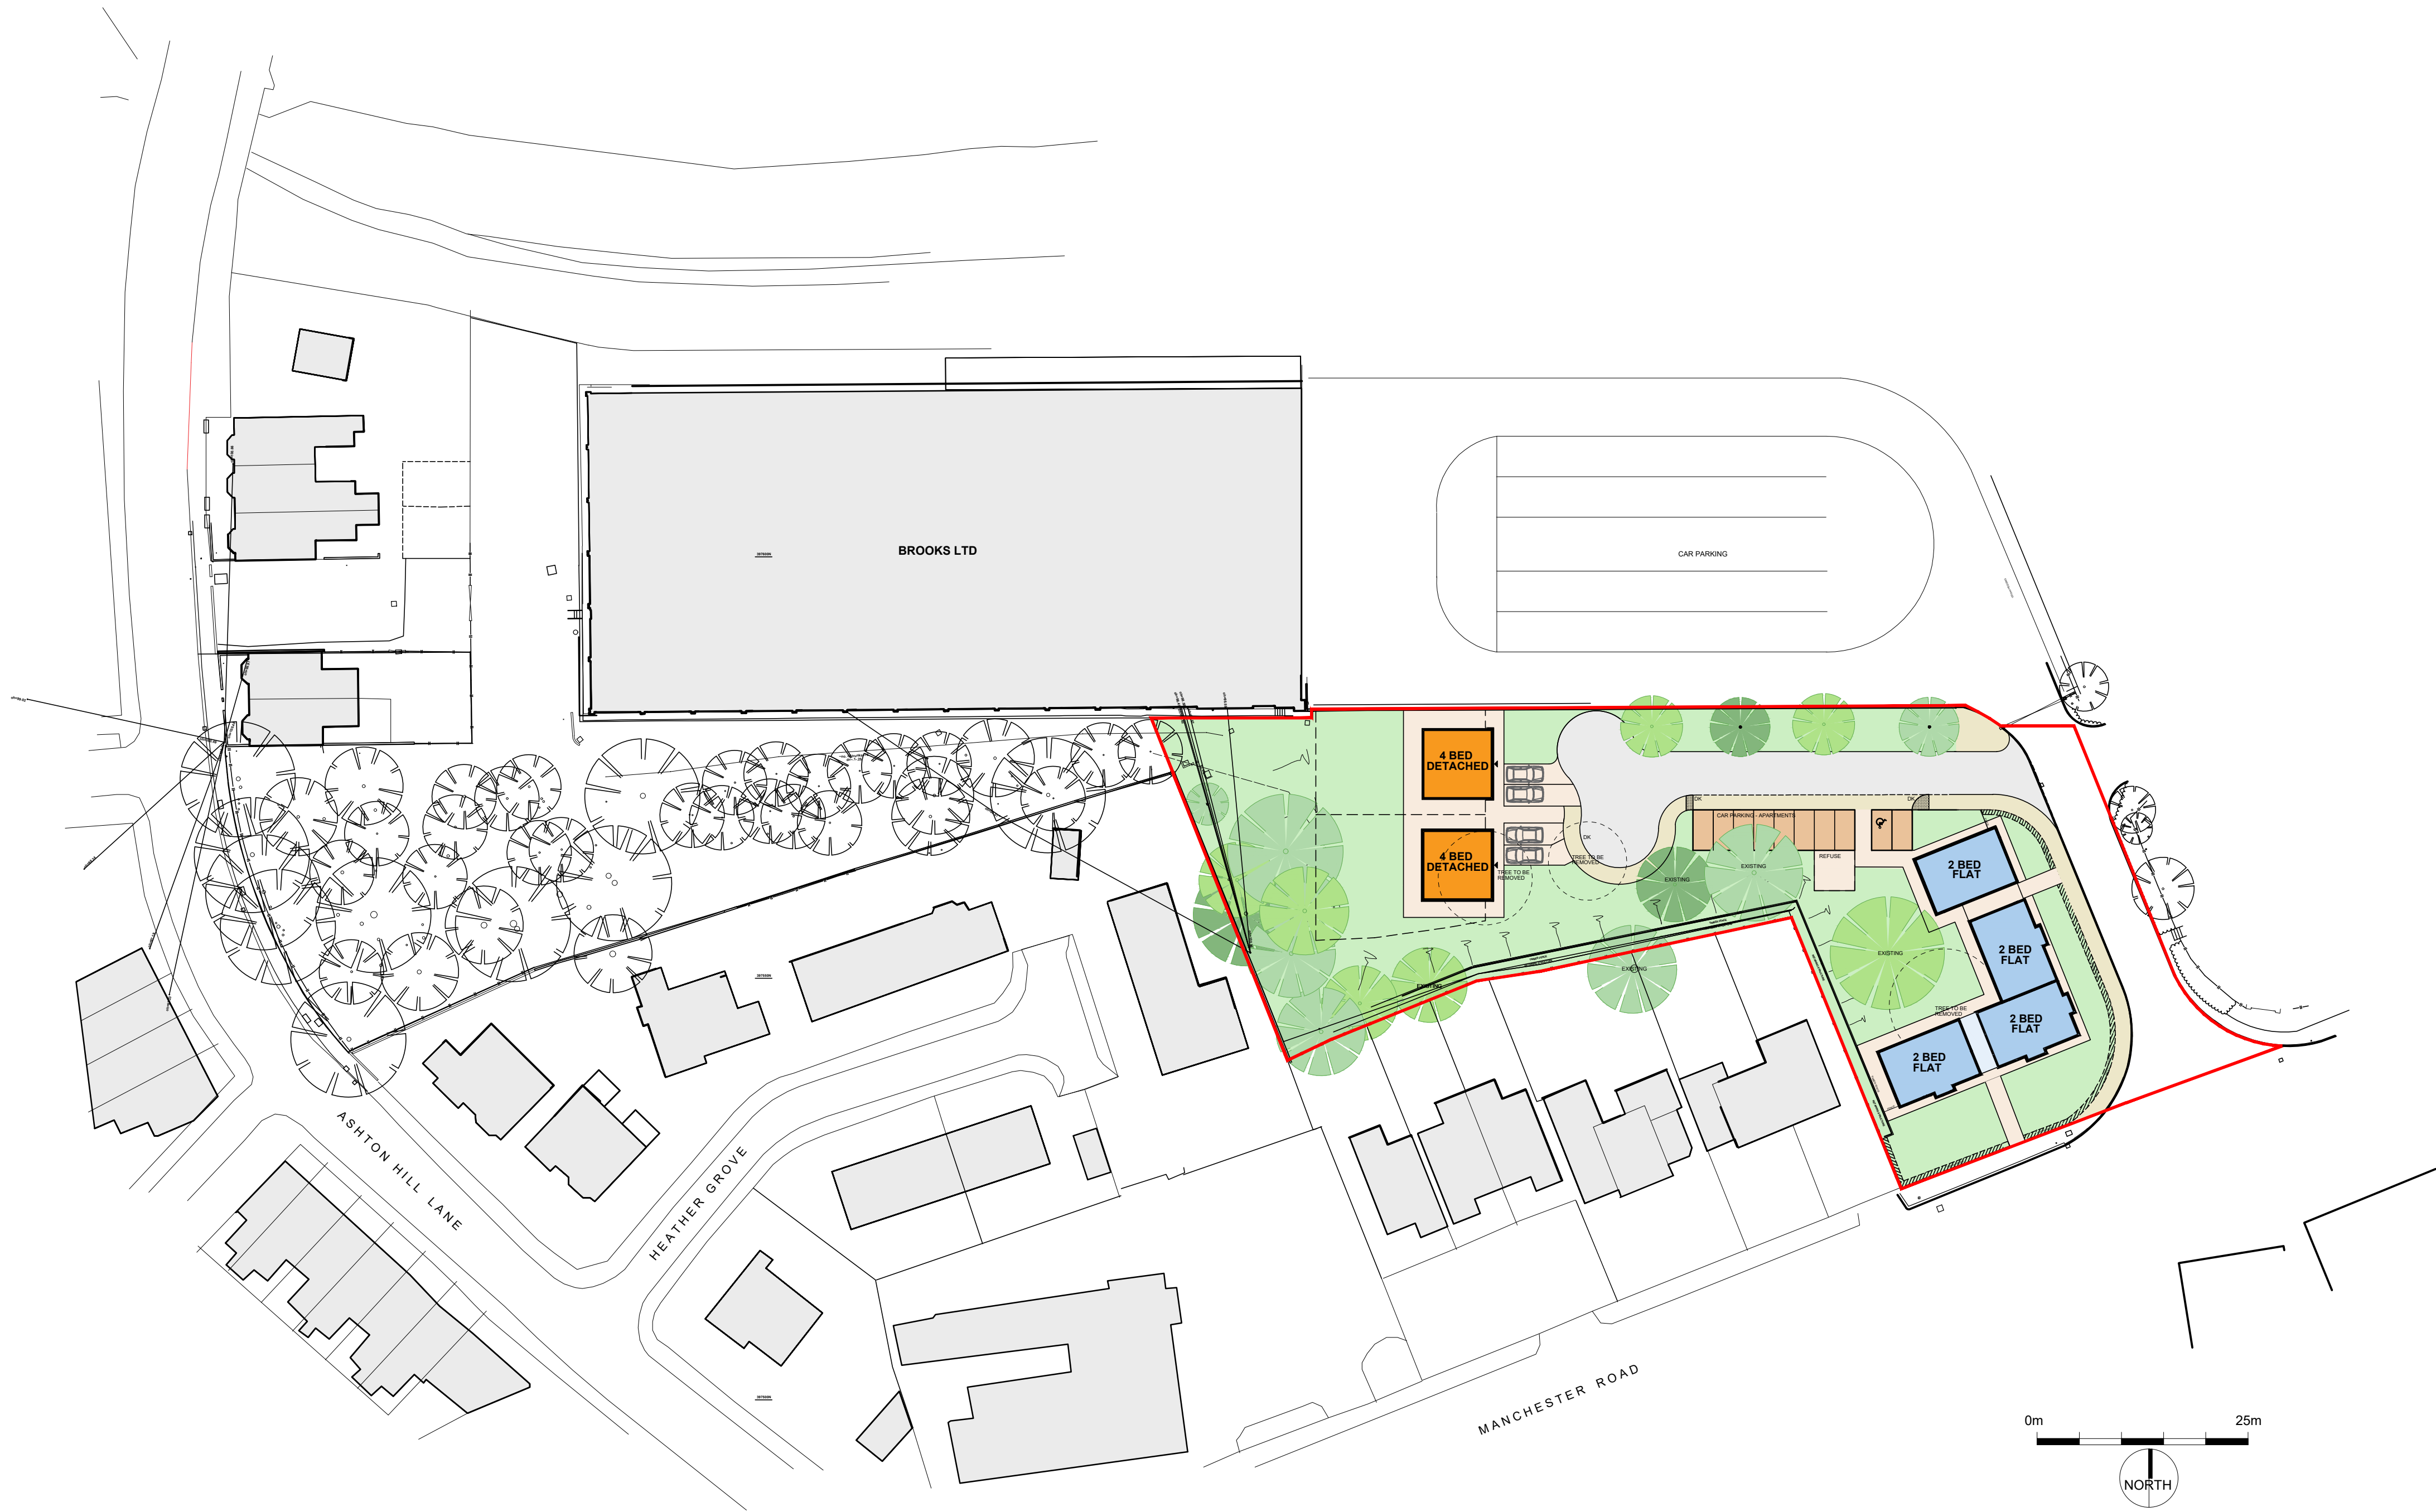 BROOKS LTD
CAR PARKING
4 BED
DETACHED
4 BED
DETACHED
DK
DK
CAR PARKING - APARTMENTS
REFUSE
DK
TREE TO BE
REMOVED
TREE TO BE
REMOVED
EXISTING
EXISTING
EXISTING
EXISTING
EXISTING
TREE TO BE
REMOVED
2 BED
FLAT
2 BED
FLAT
2 BED
FLAT
2 BED
FLAT
ASHTON HILL LANE
HEATHER GROVE
MANCHESTER ROAD
0m
25m
NORTH